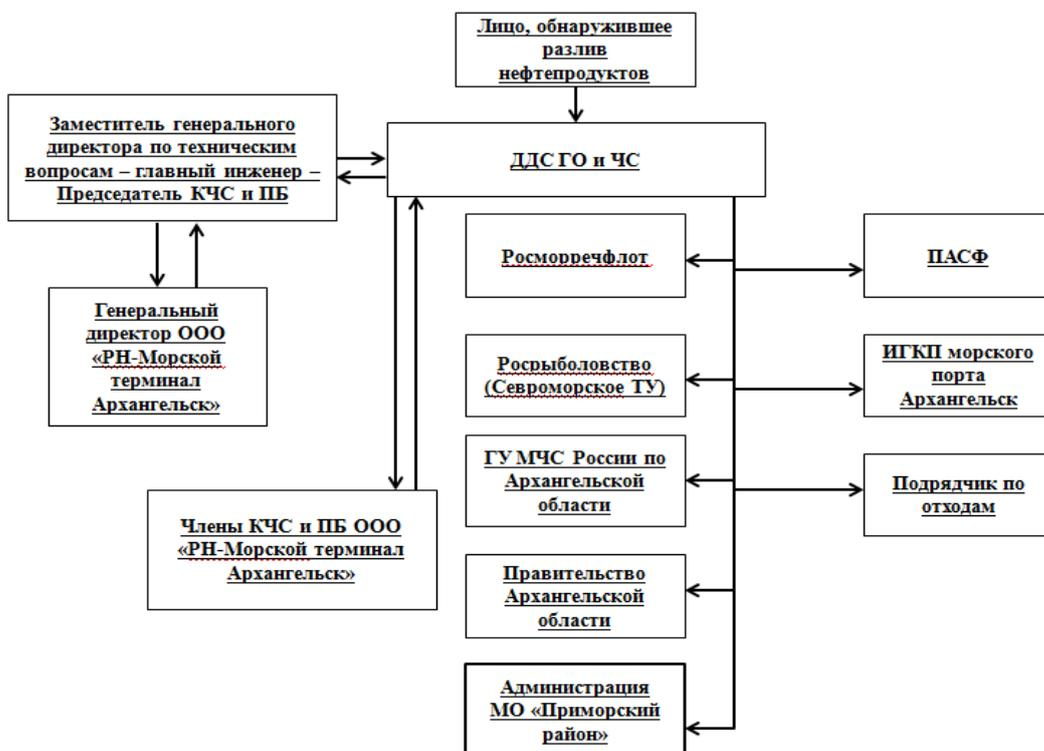 Лицо, обнаружившее
разлив
нефтепродуктов
Заместитель генерального
директора по техническим
вопросам – главный инженер –
Председатель КЧС и ПБ
ДДС ГО и ЧС
Генеральный
директор ООО
«РН-Морской
терминал
Архангельск»
Члены КЧС и ПБ ООО
«РН-Морской терминал
Архангельск»
Росморречфлот
Росрыболовство
(Севроморское ТУ)
ГУ МЧС России по
Архангельской
области
Правительство
Архангельской
области
Администрация
МО «Приморский
район»
ПАСФ
ИГКП морского
порта
Архангельск
Подрядчик по
отходам